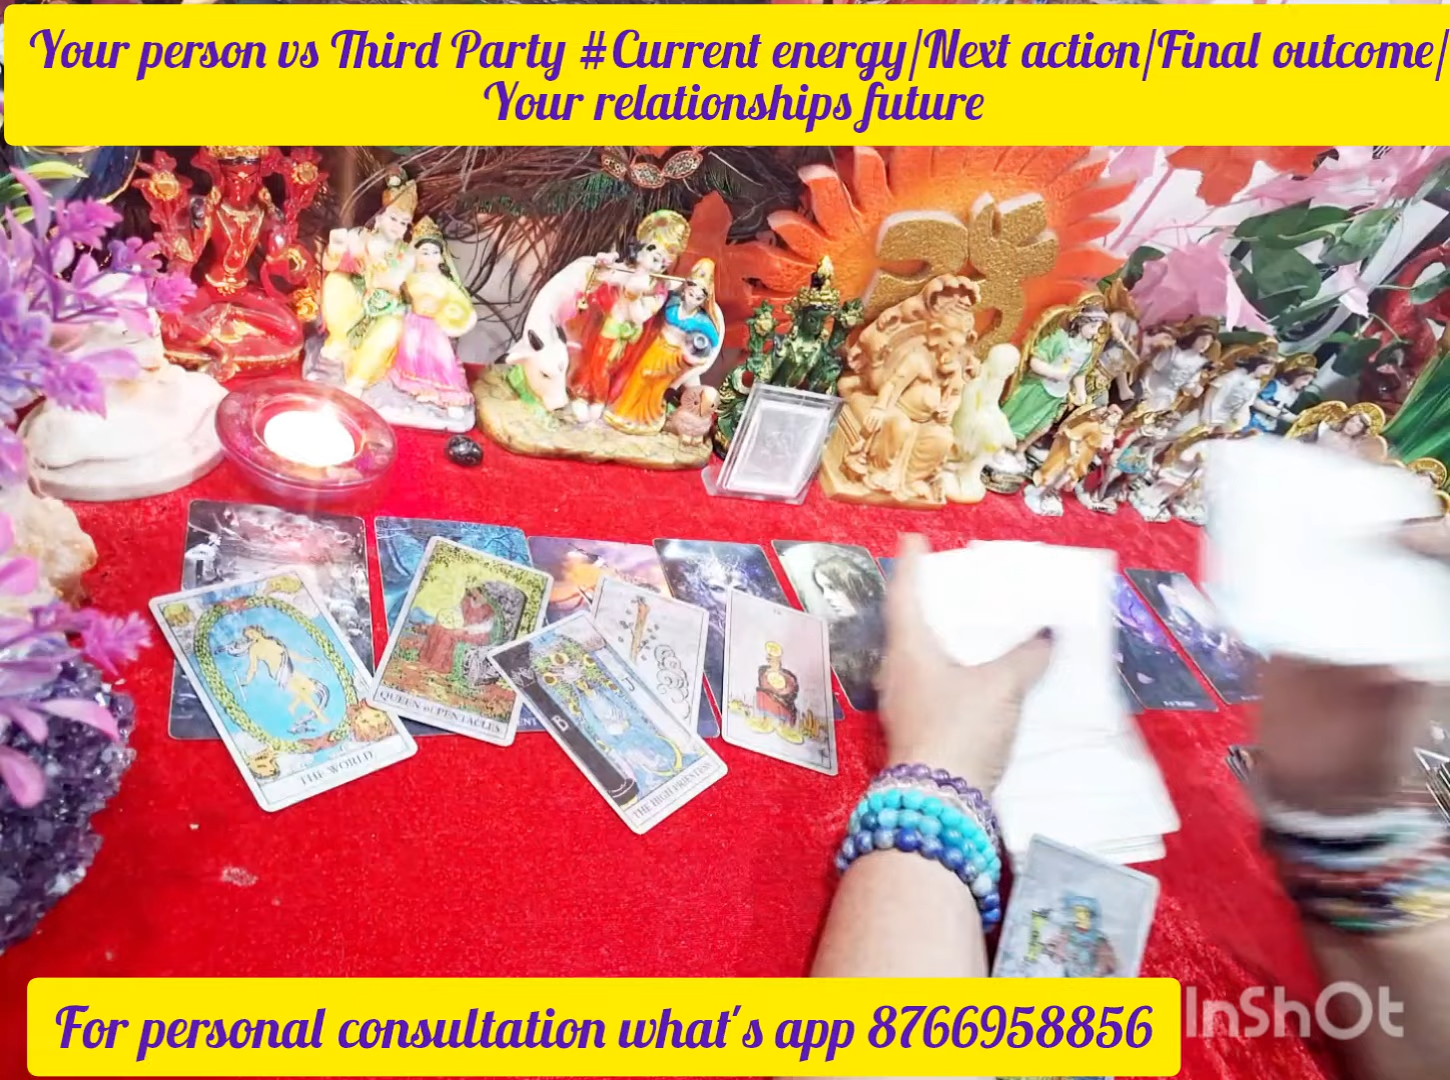 Your person vs Third Party #Current energy/Next action/Final outcome/
Your relationships future
THE WORLD
QUEEN of PENTACLES
B
THE HIGH PRIESTESS
For personal consultation what's app 8766958856
InShOt